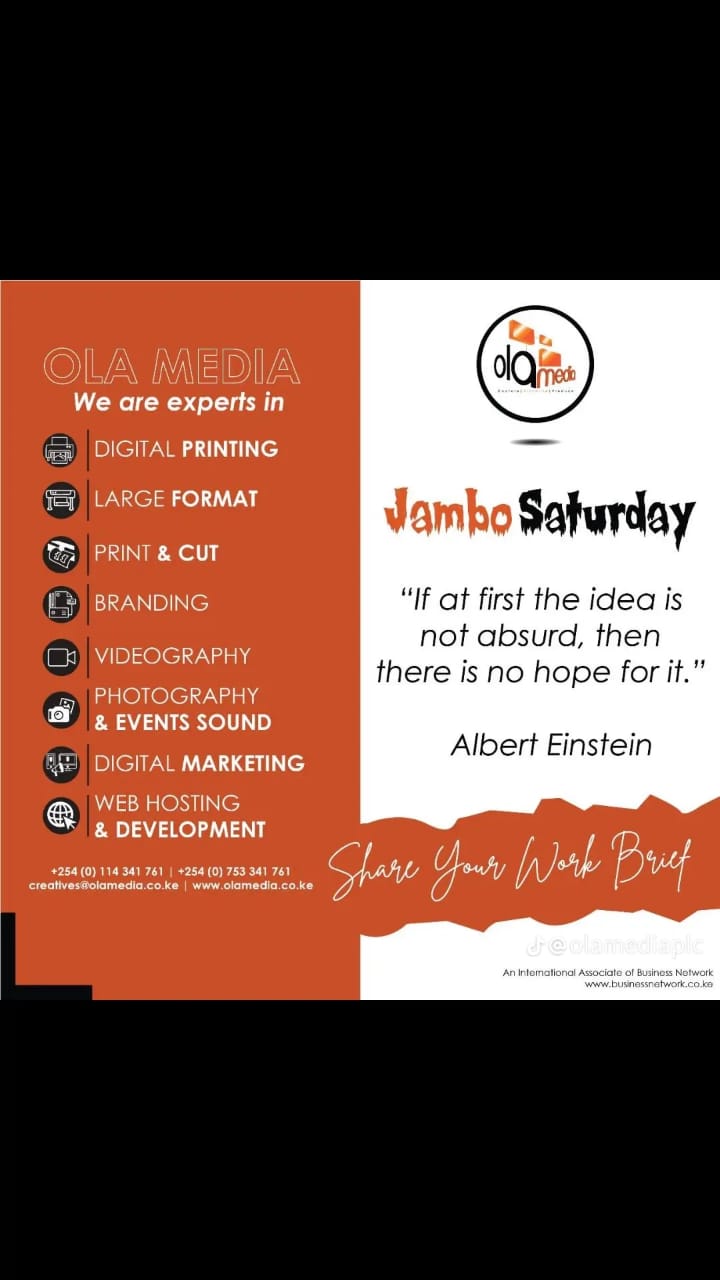 OLA MEDIA
We are experts in
DIGITAL PRINTING
LARGE FORMAT
PRINT & CUT
BRANDING
VIDEOGRAPHY
PHOTOGRAPHY
& EVENTS SOUND
DIGITAL MARKETING
WEB HOSTING
& DEVELOPMENT
+254 (0) 114 341 761 | +254 (0) 753 341 761
creatives@olamedia.co.ke | www.olamedia.co.ke
ola media
Jambo Saturday
“If at first the idea is
not absurd, then
there is no hope for it.”
Albert Einstein
Share Your Work Brief
@olamediaplc
An International Associate of Business Network
www.businessnetwork.co.ke